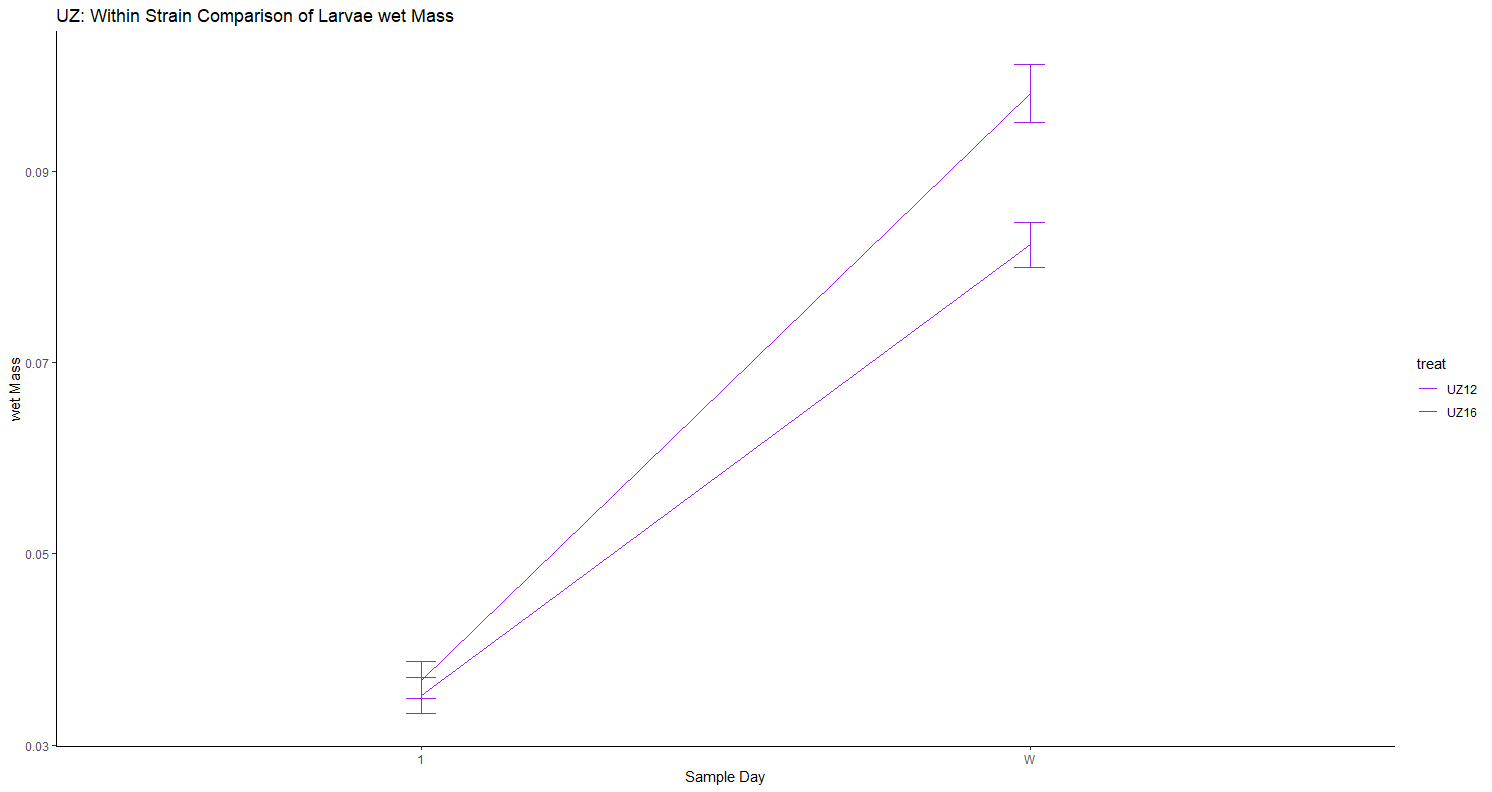 UZ: Within Strain Comparison of Larvae wet Mass
0.09
0.07
0.05
0.03
wet Mass
1
W
Sample Day
treat
UZ12
UZ16